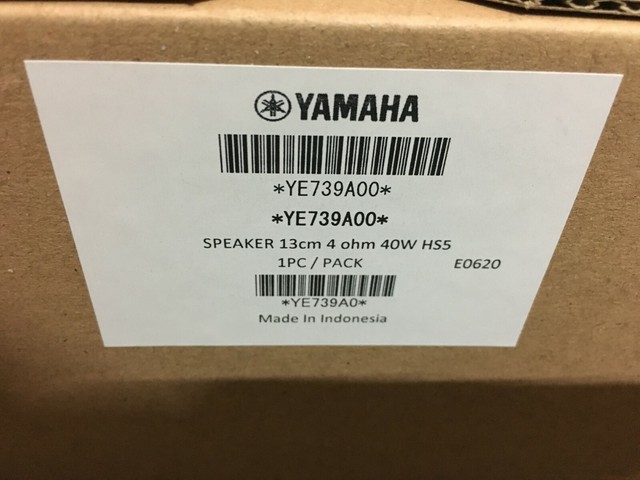 YAMAHA
*YE739A00*
*YE739A00*
SPEAKER 13cm 4 ohm 40W HS5
1PC / PACK E0620
*YE739A0*
Made In Indonesia